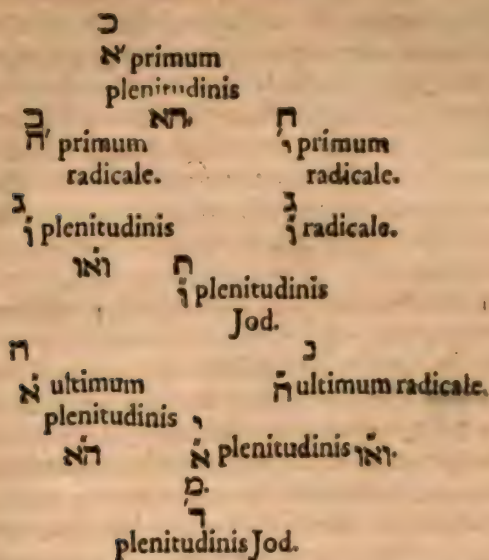 כ
א׳ primum
plenitudinis
הא. ח
ה׳ primum ו׳ primum
radicale. radicale.
ו plenitudinis ו radicale.
ואו
ו plenitudinis
Jod.
א ultimum ה ultimum radicale.
plenitudinis י
הא א plenitudinis ואו.
plenitudinis Jod.